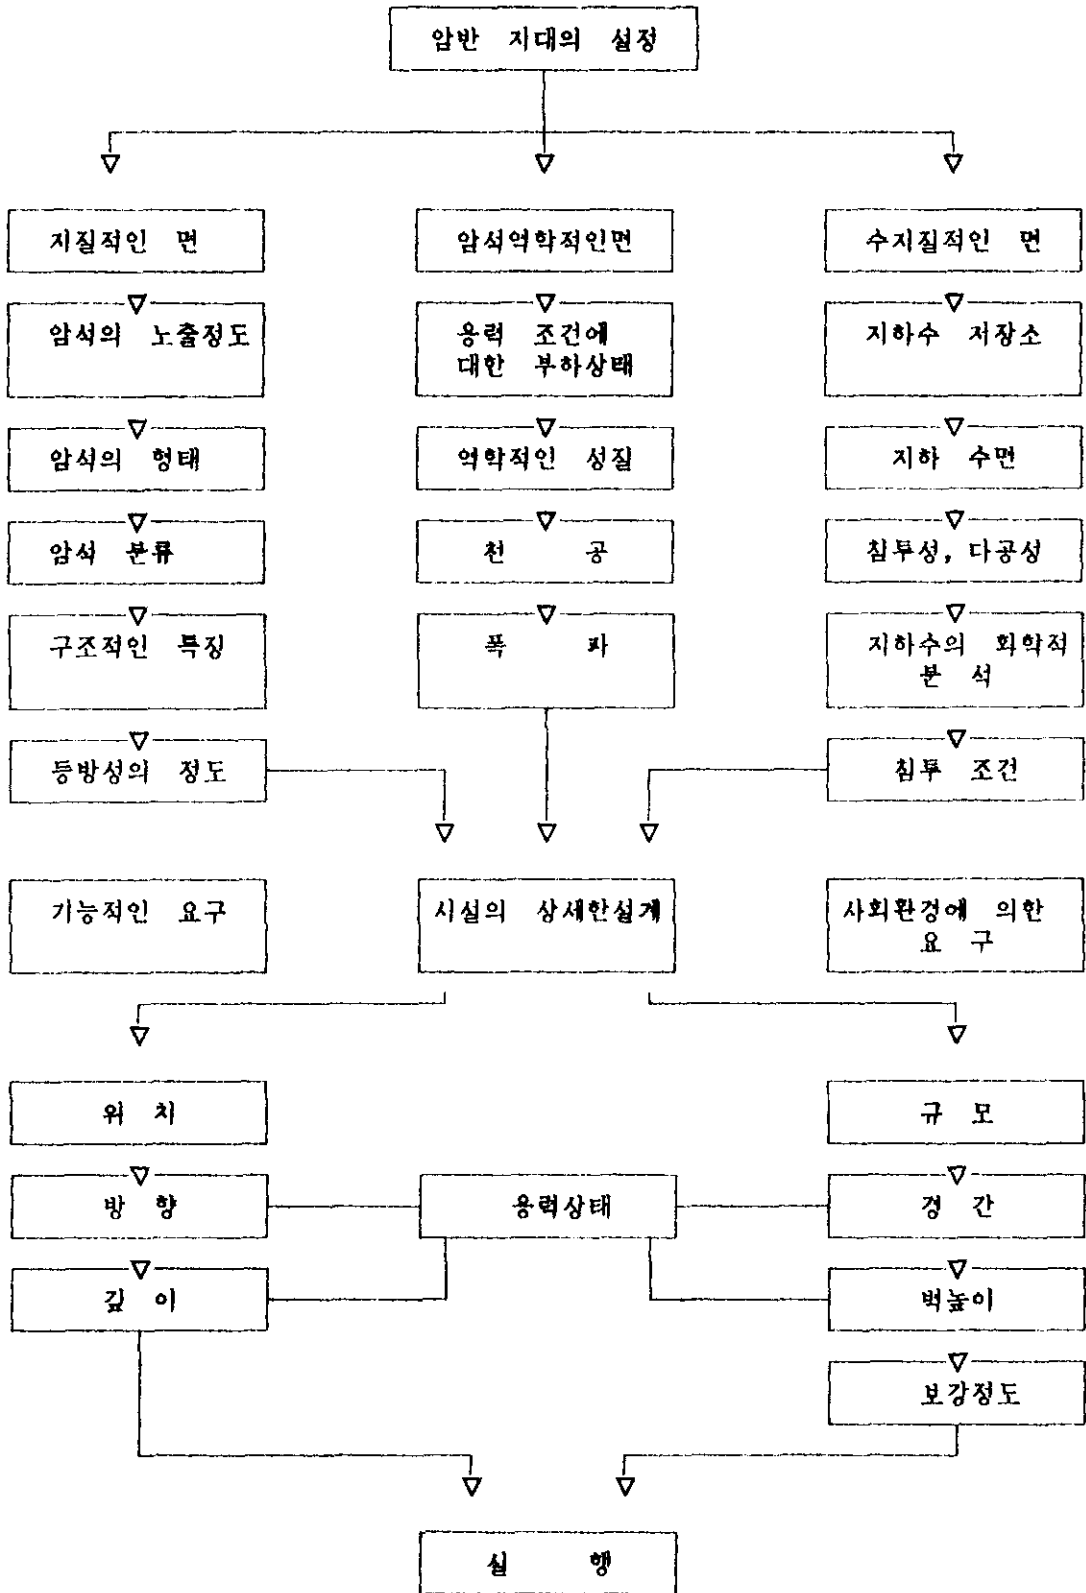 암반 지대의 설정
지질적인 면
암석역학적인면
수지질적인 면
암석의 노출정도
용력 조건에
대한 부하상태
지하수 저장소
암석의 형태
역학적인 성질
지하 수면
암석 분류
천 공
침투성, 다공성
구조적인 특징
폭 파
지하수의 화학적
분 석
등방성의 정도
침투 조건
기능적인 요구
시설의 상세한설계
사회환경에 의한
요 구
위 치
규 모
방 향
용력상태
경 간
깊 이
벽높이
보강정도
실 행